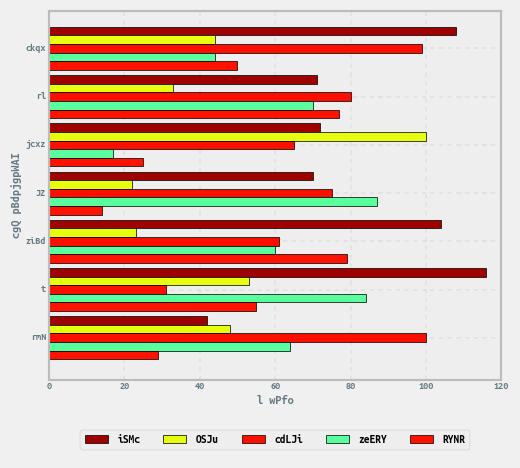 ckqx
rl
jcxz
JZ
ziBd
t
rmN
cgQ pBdpjgpWAI
0 20 40 60 80 100 120
l wPfo
iSMc OSJu cdLJi zeERY RYNR